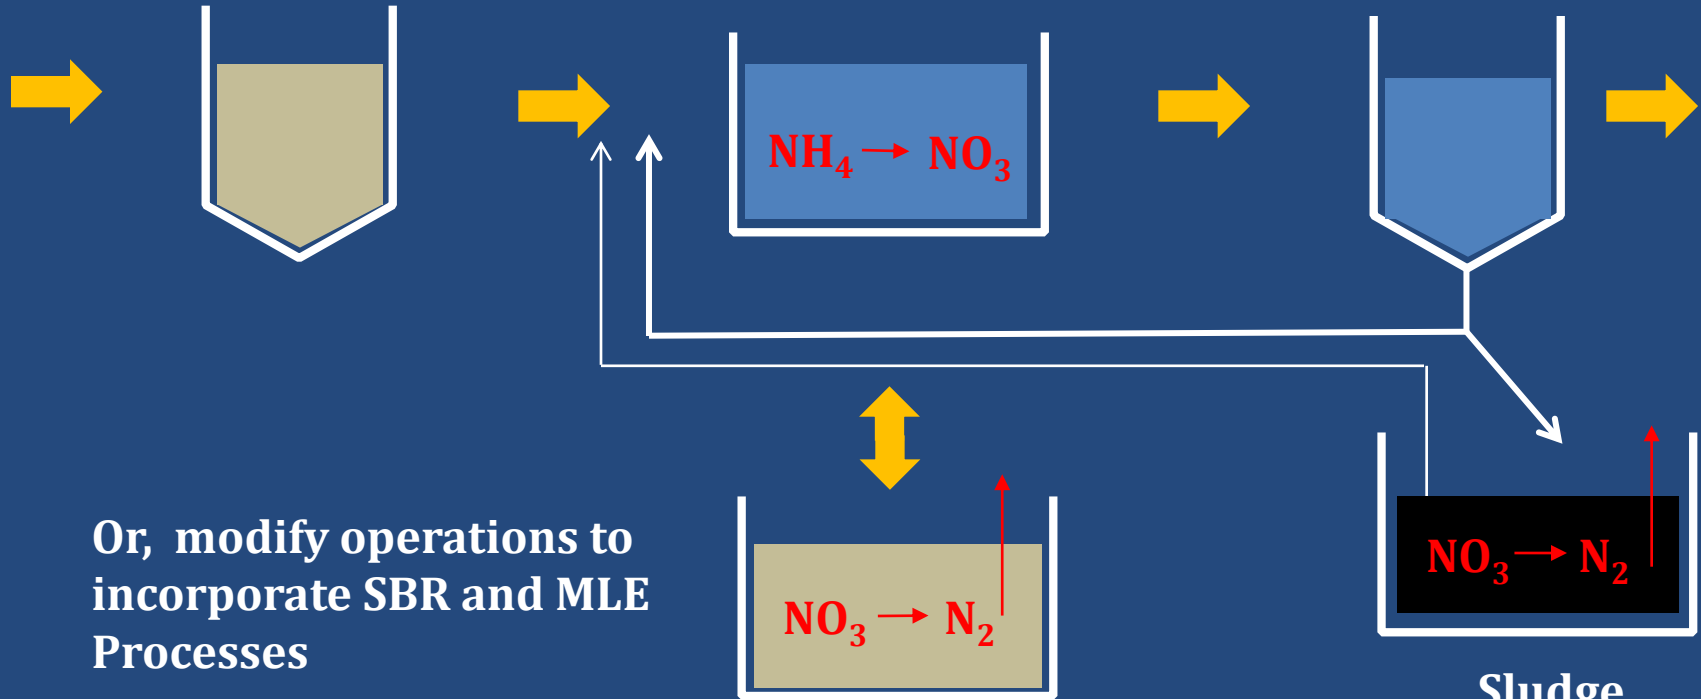 NH₄ → NO₃
Or, modify operations to
incorporate SBR and MLE
Processes
NO₃ → N₂
NO₃ → N₂
Sludge